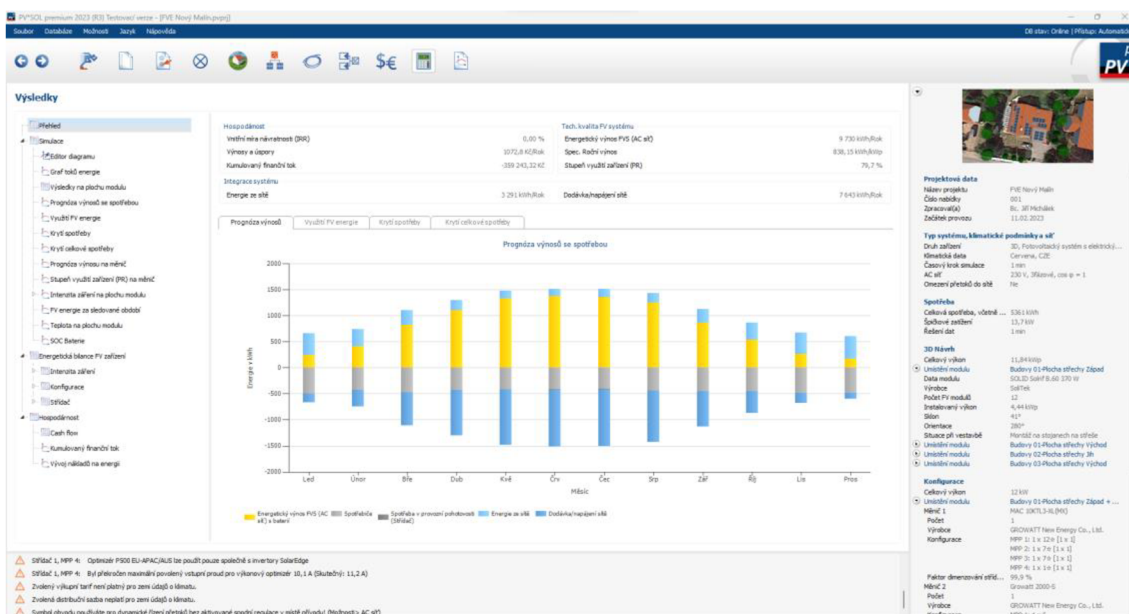 PV*SOL premium 2023 (R3) Testovací verze - [FVE Nový Malín.pvprj]
Soubor Databáze Možnosti Jazyk Nápověda
DB stav: Online | Přístup: Automatick
PV
Výsledky
Přehled
Simulace
Editor diagramu
Graf toků energie
Výsledky na plochu modulu
Prognóza výnosů se spotřebou
Využití FV energie
Krytí spotřeby
Krytí celkové spotřeby
Prognóza výnosu na měnič
Stupeň využití zařízení (PR) na měnič
Intenzita záření na plochu modulu
FV energie za sledované období
Teplota na plochu modulu
SOC Baterie
Energetická bilance FV zařízení
Intenzita záření
Konfigurace
Střídač
Hospodárnost
Cash flow
Kumulovaný finanční tok
Vývoj nákladů na energii
Hospodárnost
Vnitřní míra návratnosti (IRR) 0,00 %
Výnosy a úspory 1072,8 Kč/Rok
Kumulovaný finanční tok -359 243,32 Kč
Tech. kvalita FV systému
Energetický výnos FVS (AC síť) 9 730 kWh/Rok
Spec. Roční výnos 838,15 kWh/kWp
Stupeň využití zařízení (PR) 79,7 %
Integrace systému
Energie ze sítě 3 291 kWh/Rok
Dodávka/napájení sítě 7 643 kWh/Rok
Prognóza výnosů Využití FV energie Krytí spotřeby Krytí celkové spotřeby
Prognóza výnosů se spotřebou
Energie v kWh
2000
1500
1000
500
0
-500
-1000
-1500
-2000
Led Únor Bře Dub Kvě Črv Čec Srp Zář Říj Lis Pros
Měsíc
Energetický výnos FVS (AC síť) s baterií Spotřebiče Spotřeba v provozní pohotovosti (Střídač) Energie ze sítě Dodávka/napájení sítě
Projektová data
Název projektu FVE Nový Malín
Číslo nabídky 001
Zpracoval(a) Bc. Jiří Michálek
Začátek provozu 11.02.2023
Typ systému, klimatické podmínky a síť
Druh zařízení 3D, Fotovoltaický systém s elektrický...
Klimatická data Cervena, CZE
Časový krok simulace 1 min
AC síť 230 V, 3fázové, cos φ = 1
Omezení přetoků do sítě Ne
Spotřeba
Celková spotřeba, včetně ... 5361 kWh
Špičkové zatížení 13,7 kW
Řešení dat 1 min
3D Návrh
Celkový výkon 11,84 kWp
Umístění modulu Budovy 01-Plocha střechy Západ
Data modulu SOLID Solrif B.60 370 W
Výrobce SoliTek
Počet FV modulů 12
Instalovaný výkon 4,44 kWp
Sklon 41°
Orientace 280°
Situace při vestavbě Montáž na stojanech na střeše
Umístění modulu Budovy 01-Plocha střechy Východ
Umístění modulu Budovy 02-Plocha střechy Jih
Umístění modulu Budovy 03-Plocha střechy Východ
Konfigurace
Celkový výkon 12 kW
Umístění modulu Budovy 01-Plocha střechy Západ + ...
Měnič 1 MAC 10KTL3-XL(MX)
Počet 1
Výrobce GROWATT New Energy Co., Ltd.
Konfigurace MPP 1: 1 x 12¤ [1 x 1]
MPP 2: 1 x 7¤ [1 x 1]
MPP 3: 1 x 7¤ [1 x 1]
MPP 4: 1 x 1¤ [1 x 1]
Faktor dimenzování stříd... 99,9 %
Měnič 2 Growatt 2000-S
Počet 1
Výrobce GROWATT New Energy Co., Ltd.
Střídač 1, MPP 4: Optimizér P500 EU-APAC/AUS lze použít pouze společně s invertory SolarEdge
Střídač 1, MPP 4: Byl překročen maximální povolený vstupní proud pro výkonový optimizér 10,1 A (Skutečný: 11,2 A)
Zvolený výkupní tarif není platný pro zemi údajů o klimatu.
Zvolená distribuční sazba neplatí pro zemi údajů o klimatu.